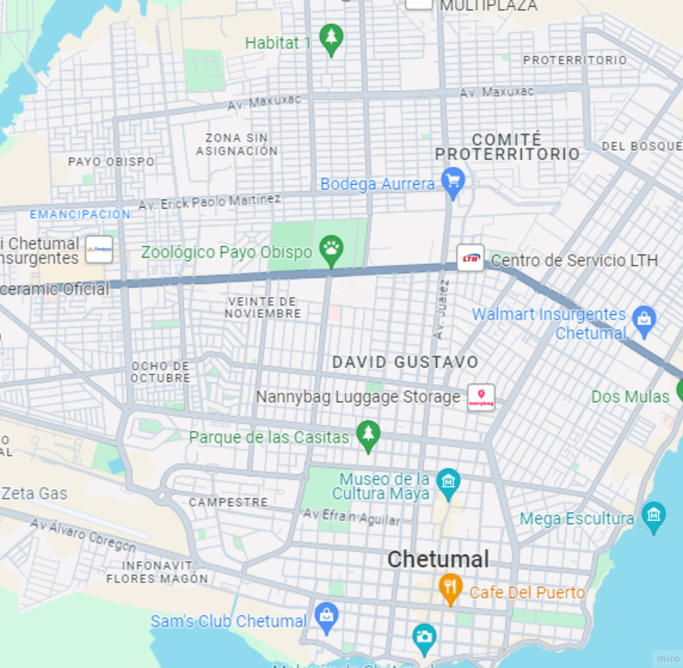 MULTIPLAZA
Habitat 1
PROTERRITORIO
Av. Maxuxac
Av. Maxuxac
ZONA SIN
ASIGNACIÓN
COMITÉ
PROTERRITORIO
DEL BOSQUE
PAYO OBISPO
Bodega Aurrera
Av. Erick Paolo Martínez
EMANCIPACIÓN
i Chetumal
nsurgentes
Zoológico Payo Obispo
LTH
Centro de Servicio LTH
ceramic Oficial
VEINTE DE
NOVIEMBRE
Av. Juárez
Walmart Insurgentes
Chetumal
DAVID GUSTAVO
OCHO DE
OCTUBRE
Nannybag Luggage Storage
nannybag
Dos Mulas
Parque de las Casitas
O
AL
Museo de la
Cultura Maya
Zeta Gas
CAMPESTRE
Av Efraín Aguilar
Mega Escultura
Av Álvaro Obregón
Chetumal
INFONAVIT
FLORES MAGÓN
Cafe Del Puerto
Sam's Club Chetumal
miro